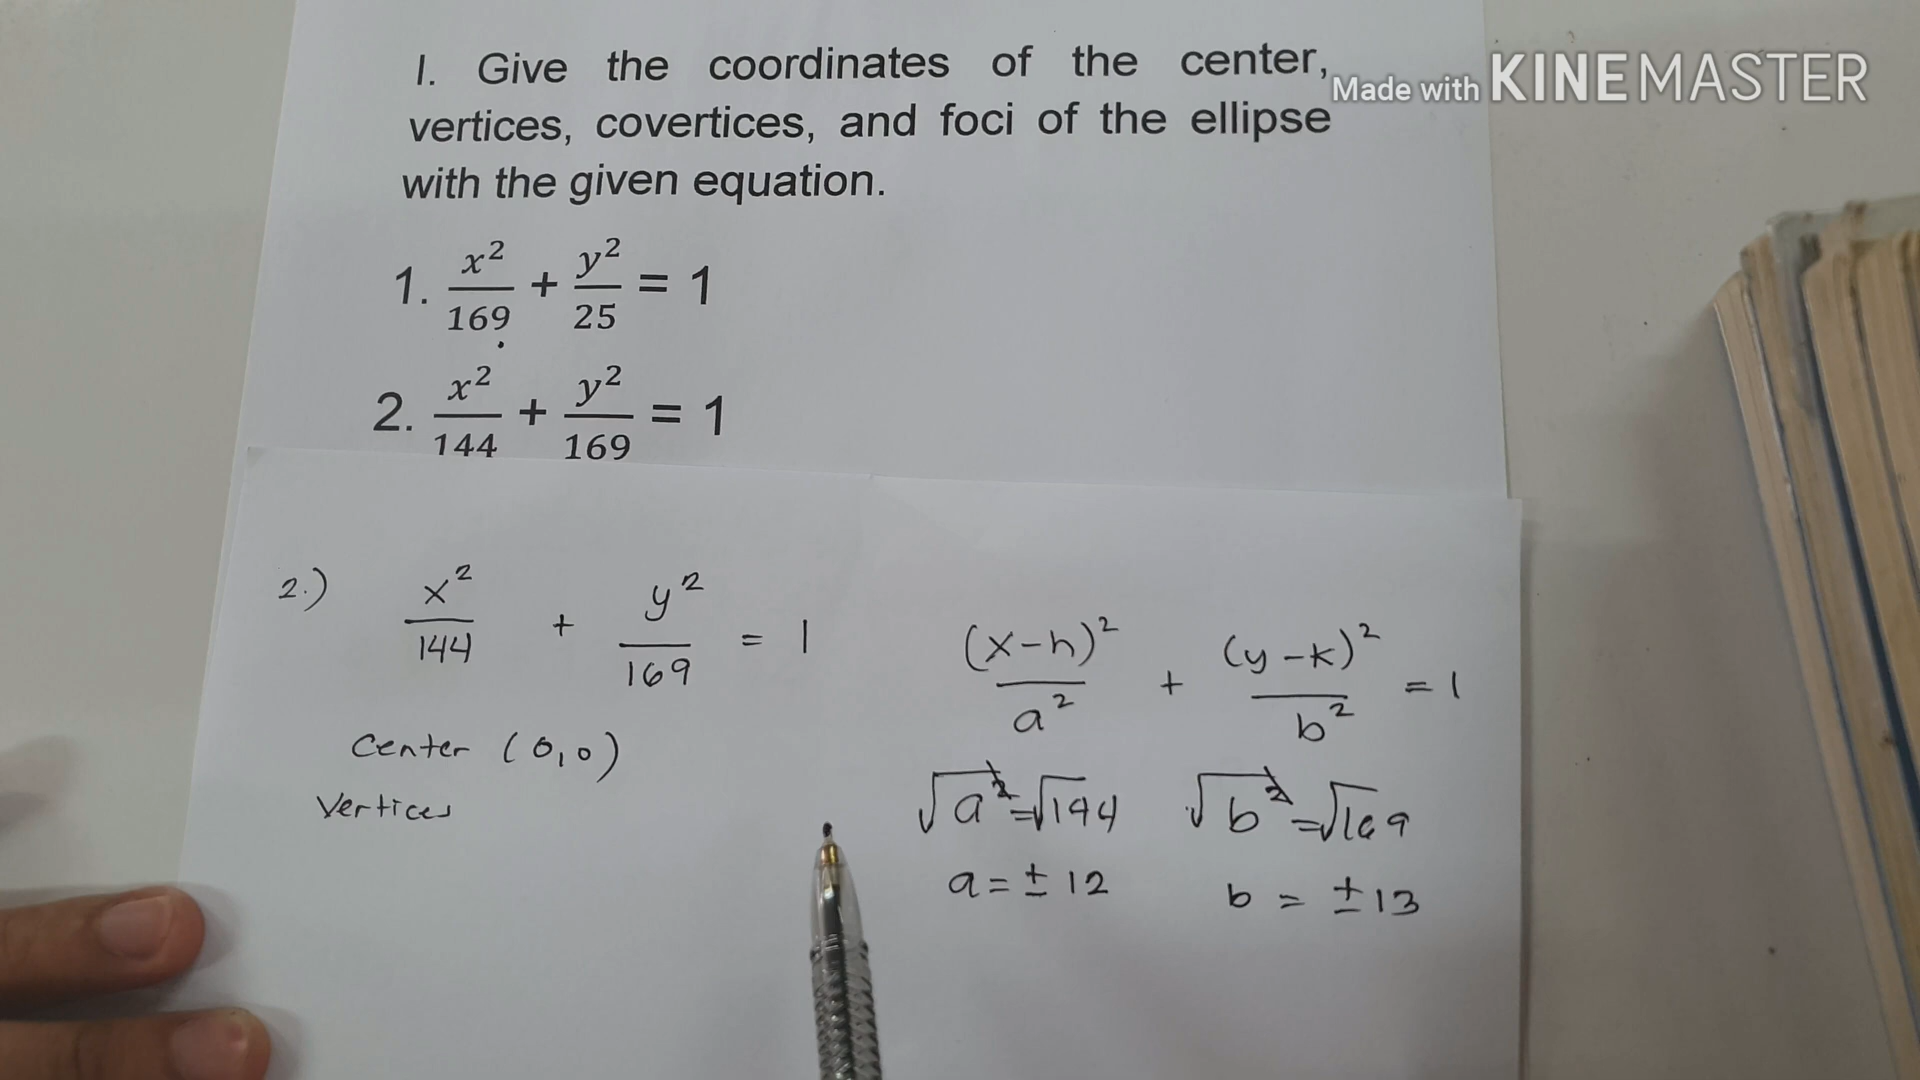 I. Give the coordinates of the center,
vertices, covertices, and foci of the ellipse
with the given equation.
Made with KINEMASTER
1. x²/169 + y²/25 = 1
2. x²/144 + y²/169 = 1
2.) x²/144 + y²/169 = 1
Center (0,0)
Vertices
(x-h)²/a² + (y-k)²/b² = 1
√a² = √144 √b² = √169
a = ± 12 b = ± 13